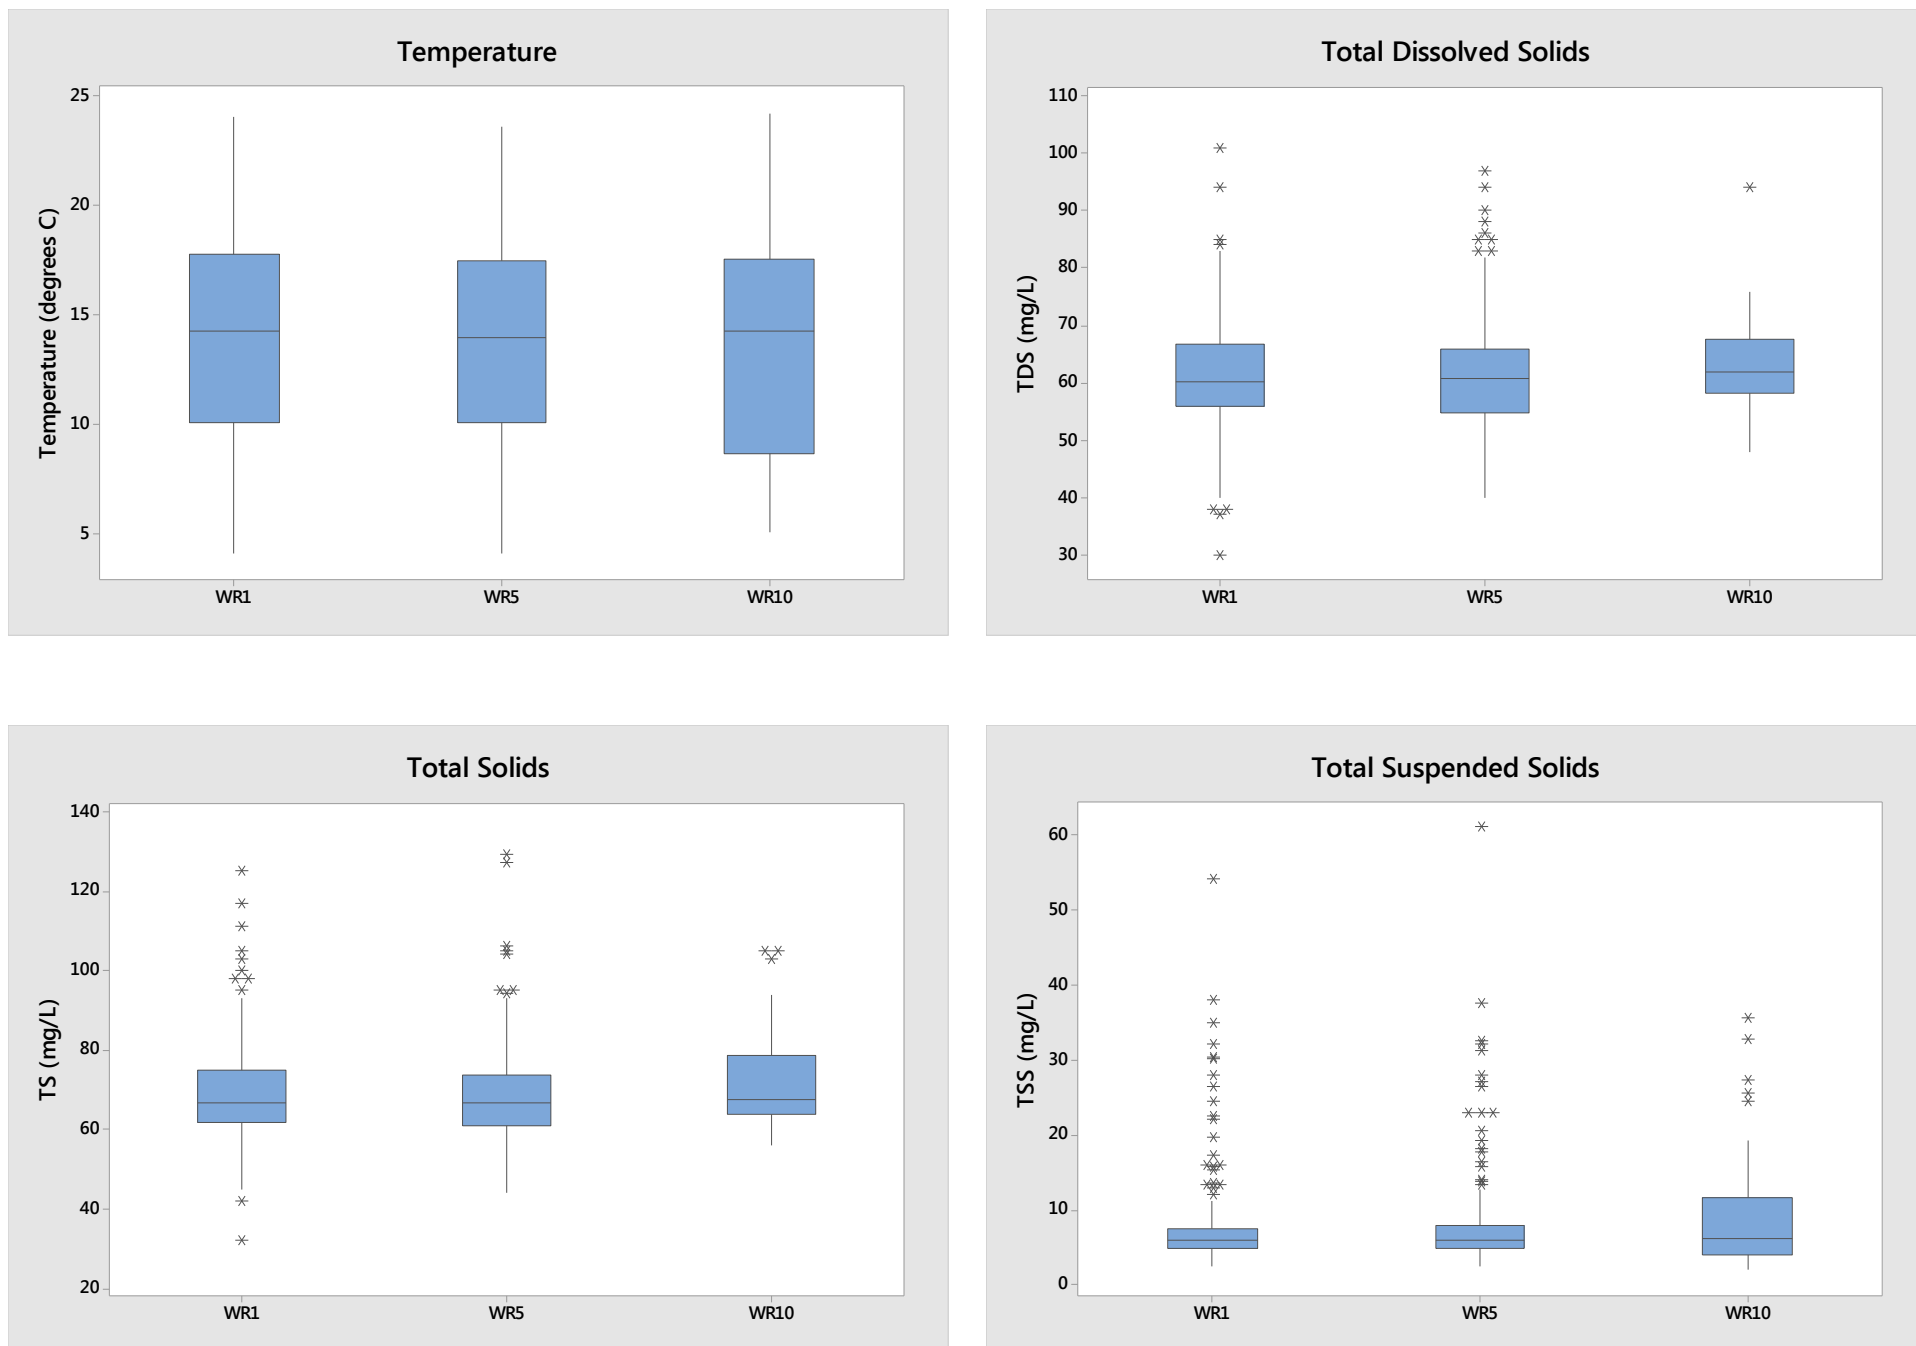 Temperature
25
20
15
10
5
Temperature (degrees C)
WR1 WR5 WR10
Total Dissolved Solids
110
100
90
80
70
60
50
40
30
TDS (mg/L)
WR1 WR5 WR10
Total Solids
140
120
100
80
60
40
20
TS (mg/L)
WR1 WR5 WR10
Total Suspended Solids
60
50
40
30
20
10
0
TSS (mg/L)
WR1 WR5 WR10